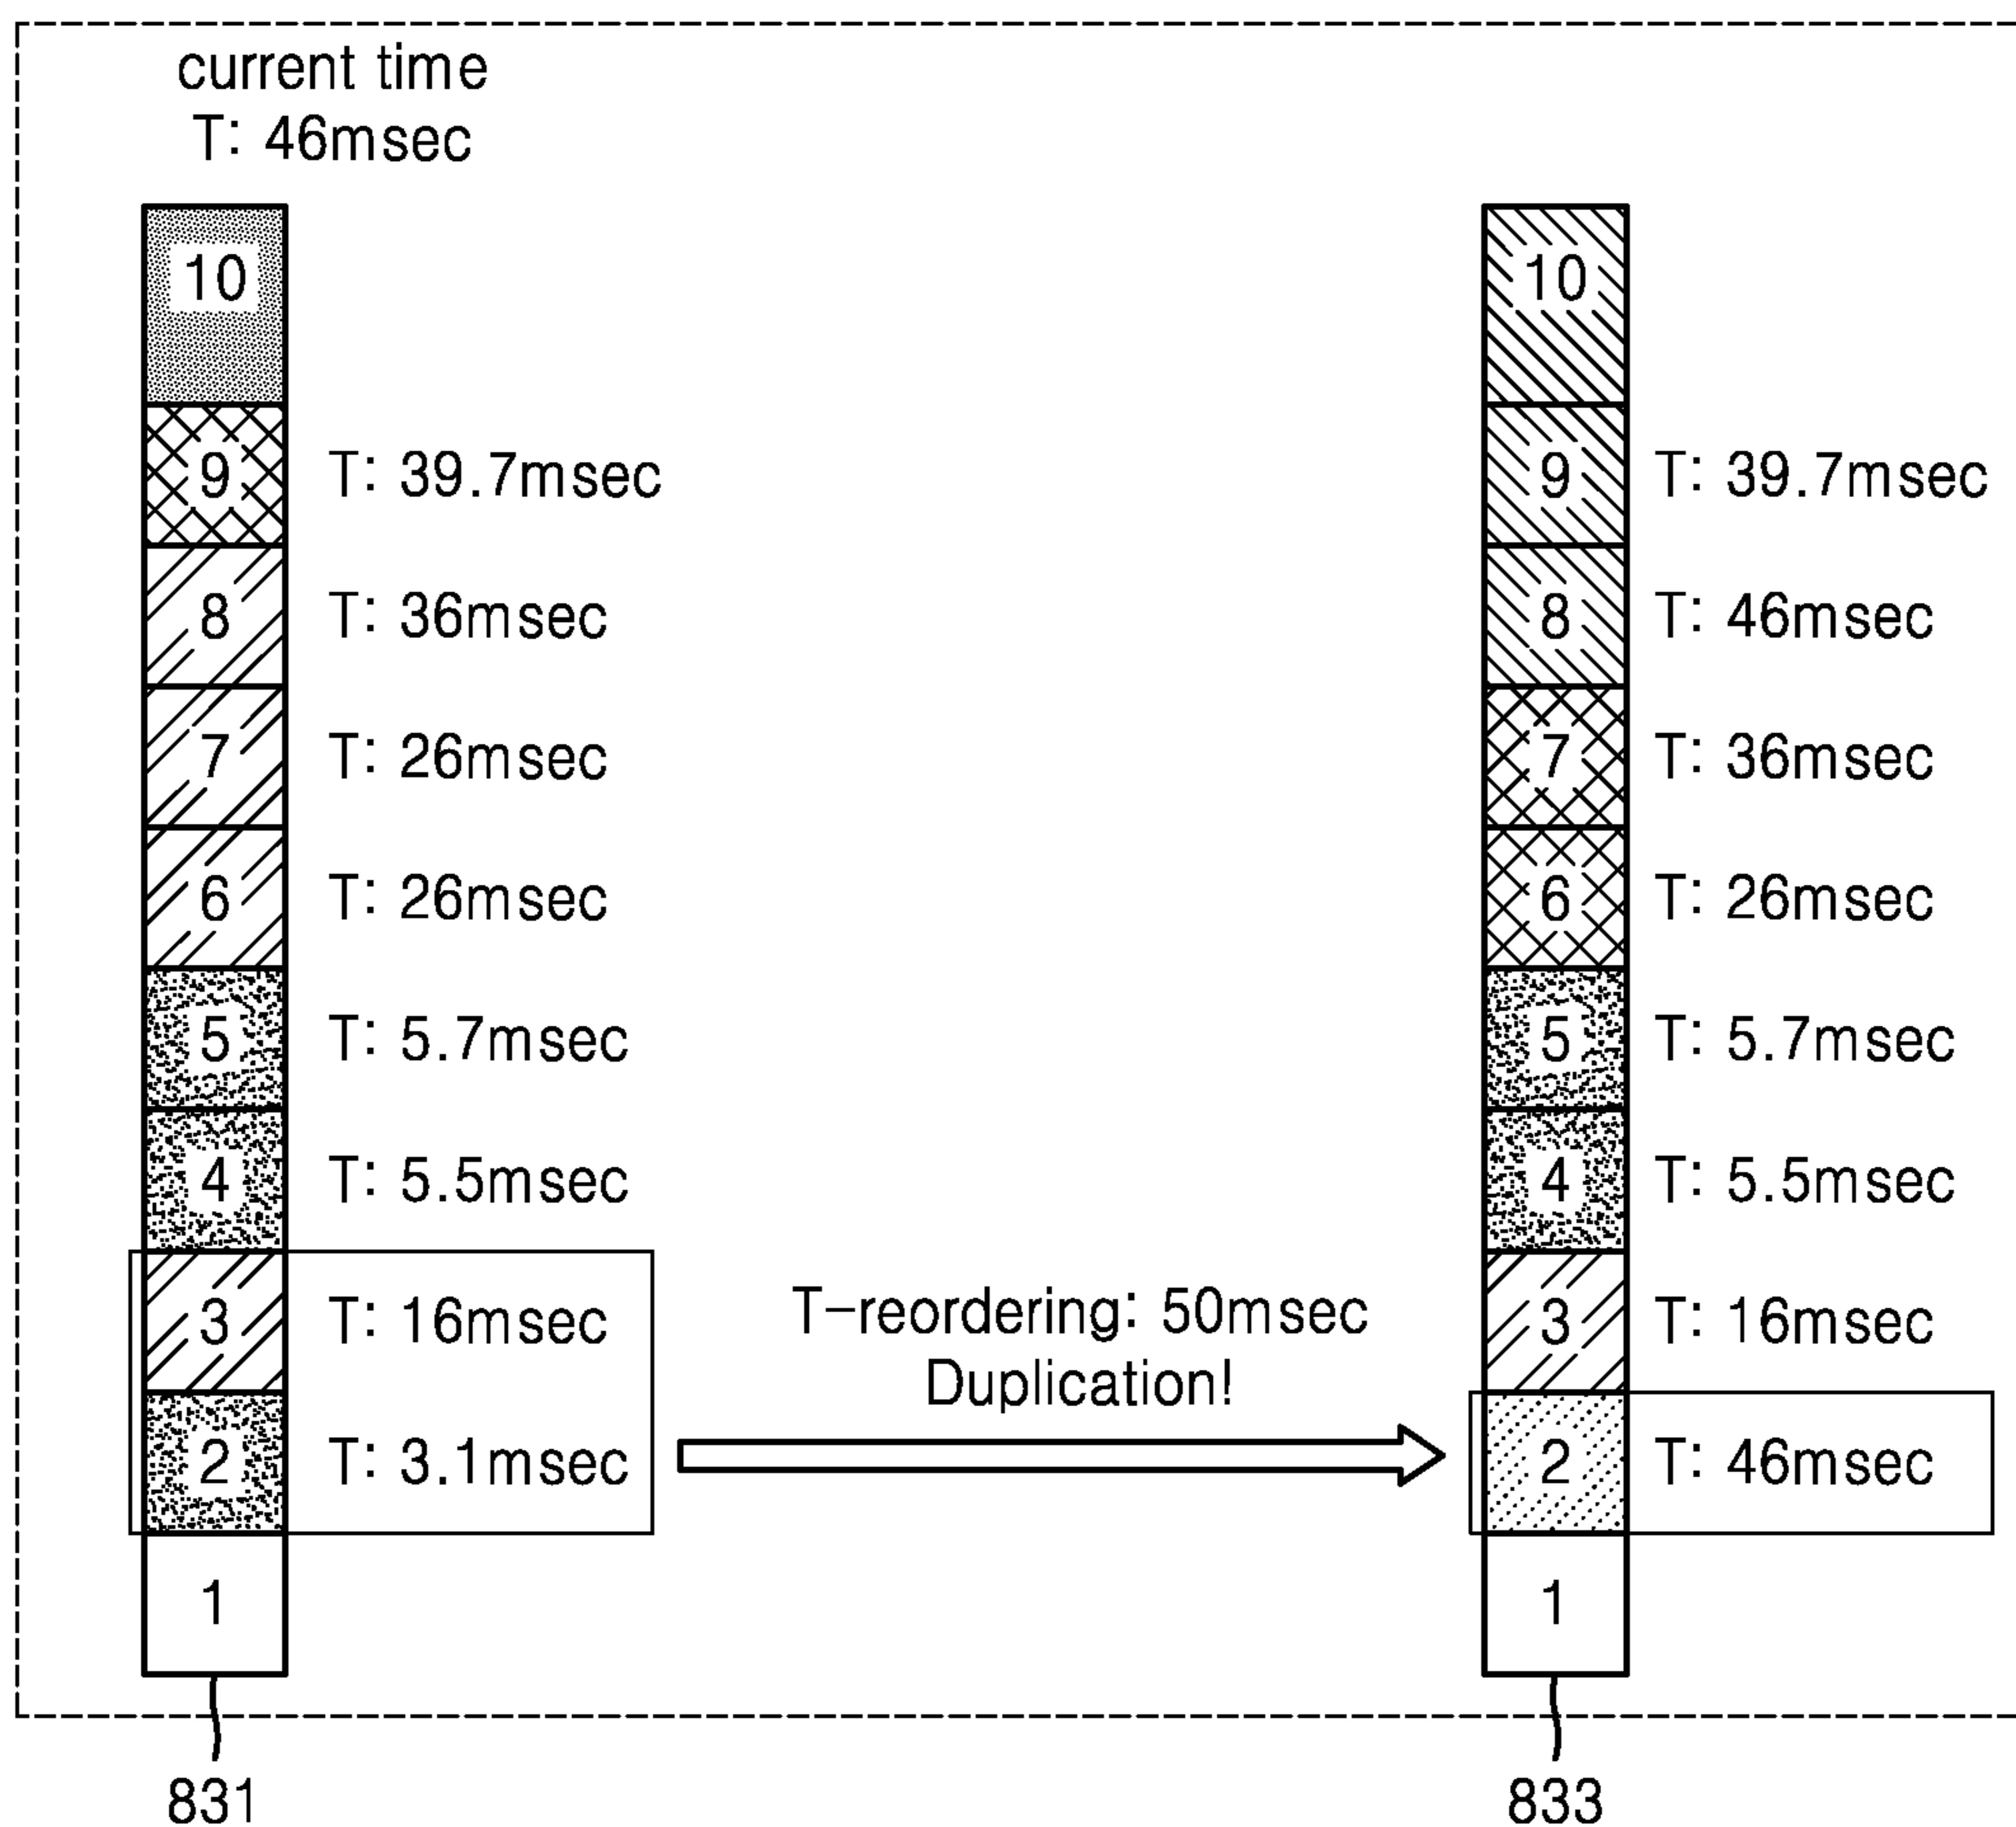 current time
T: 46msec
10
9 T: 39.7msec
8 T: 36msec
7 T: 26msec
6 T: 26msec
5 T: 5.7msec
4 T: 5.5msec
3 T: 16msec
2 T: 3.1msec
1
831
T-reordering: 50msec
Duplication!
10
9 T: 39.7msec
8 T: 46msec
7 T: 36msec
6 T: 26msec
5 T: 5.7msec
4 T: 5.5msec
3 T: 16msec
2 T: 46msec
1
833